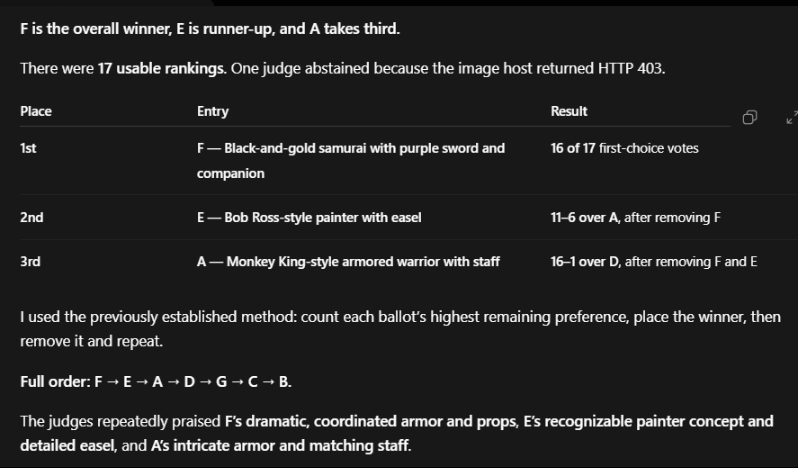 F is the overall winner, E is runner-up, and A takes third.
There were 17 usable rankings. One judge abstained because the image host returned HTTP 403.
Place Entry Result
1st F — Black-and-gold samurai with purple sword and 16 of 17 first-choice votes
companion
2nd E — Bob Ross-style painter with easel 11–6 over A, after removing F
3rd A — Monkey King-style armored warrior with staff 16–1 over D, after removing F and E
I used the previously established method: count each ballot's highest remaining preference, place the winner, then
remove it and repeat.
Full order: F → E → A → D → G → C → B.
The judges repeatedly praised F's dramatic, coordinated armor and props, E's recognizable painter concept and
detailed easel, and A's intricate armor and matching staff.